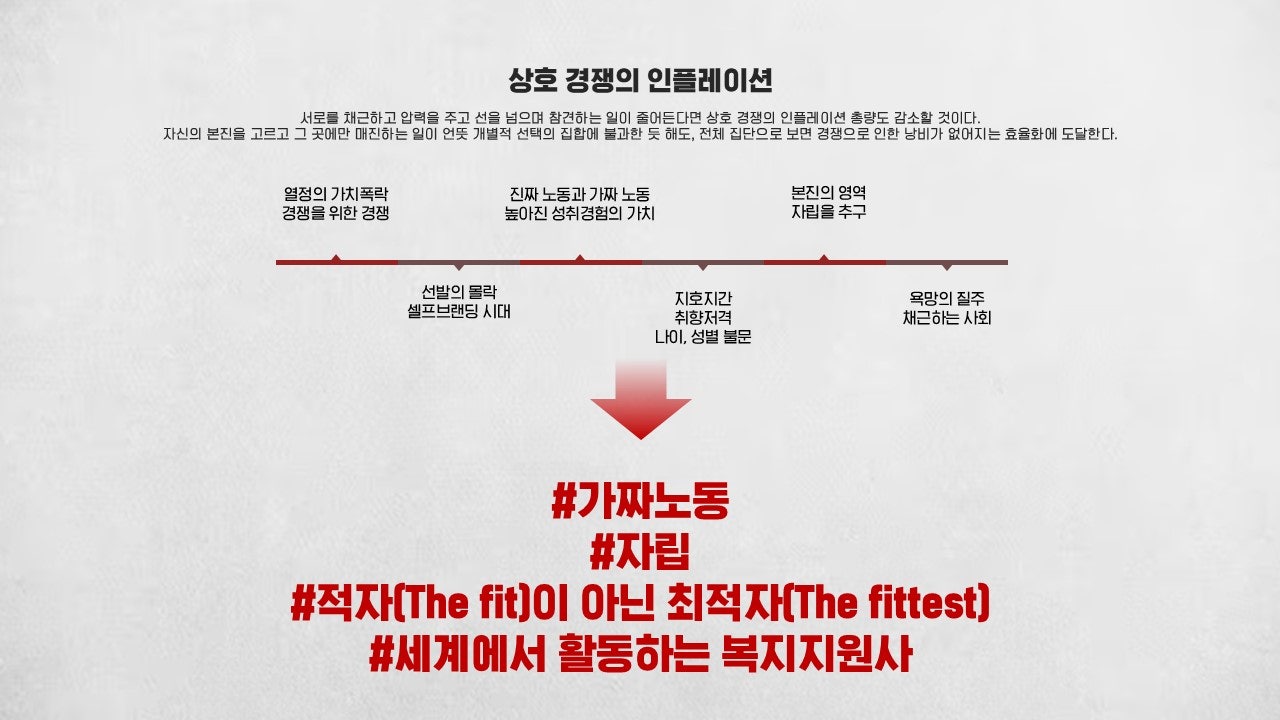 상호 경쟁의 인플레이션
서로를 채근하고 압력을 주고 선을 넘으며 참견하는 일이 줄어든다면 상호 경쟁의 인플레이션 총량도 감소할 것이다.
자신의 본진을 고르고 그 곳에만 매진하는 일이 언뜻 개별적 선택의 집합에 불과한 듯 해도, 전체 집단으로 보면 경쟁으로 인한 낭비가 없어지는 효율화에 도달한다.
열정의 가치폭락
경쟁을 위한 경쟁
선발의 몰락
셀프브랜딩 시대
진짜 노동과 가짜 노동
높아진 성취경험의 가치
지호지간
취향저격
나이, 성별 불문
본진의 영역
자립을 추구
욕망의 질주
채근하는 사회
#가짜노동
#자립
#적자(The fit)이 아닌 최적자(The fittest)
#세계에서 활동하는 복지지원사